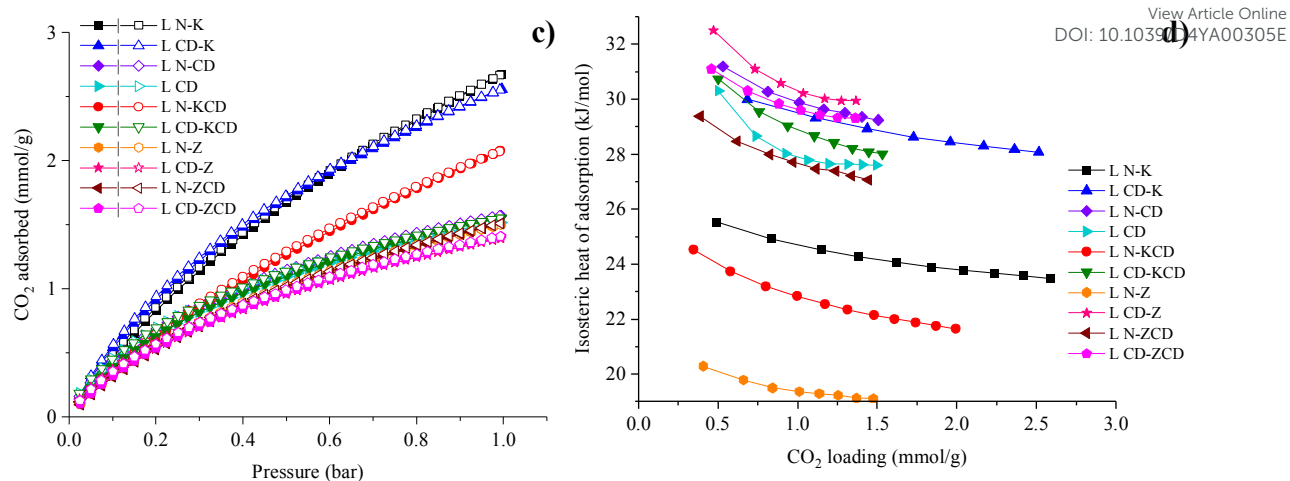 View Article Online
DOI: 10.1039/D4YA00305E
c)
L N-K
L CD-K
L N-CD
L CD
L N-KCD
L CD-KCD
L N-Z
L CD-Z
L N-ZCD
L CD-ZCD
CO2 adsorbed (mmol/g)
3
2
1
0
0.0 0.2 0.4 0.6 0.8 1.0
Pressure (bar)
d)
Isosteric heat of adsorption (kJ/mol)
32
30
28
26
24
22
20
L N-K
L CD-K
L N-CD
L CD
L N-KCD
L CD-KCD
L N-Z
L CD-Z
L N-ZCD
L CD-ZCD
0.0 0.5 1.0 1.5 2.0 2.5 3.0
CO2 loading (mmol/g)